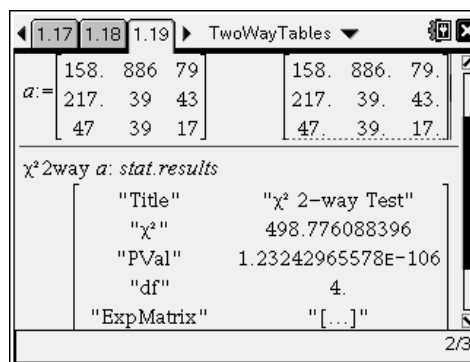 1.17 1.18 1.19 TwoWayTables
a:= [158. 886 79] [158. 886. 79.]
[217. 39 43] [217. 39. 43.]
[47 39 17] [47. 39. 17.]
χ²2way a: stat.results
"Title" "χ² 2-way Test"
"χ²" 498.776088396
"PVal" 1.23242965578E-106
"df" 4.
"ExpMatrix" "[...]"
2/3